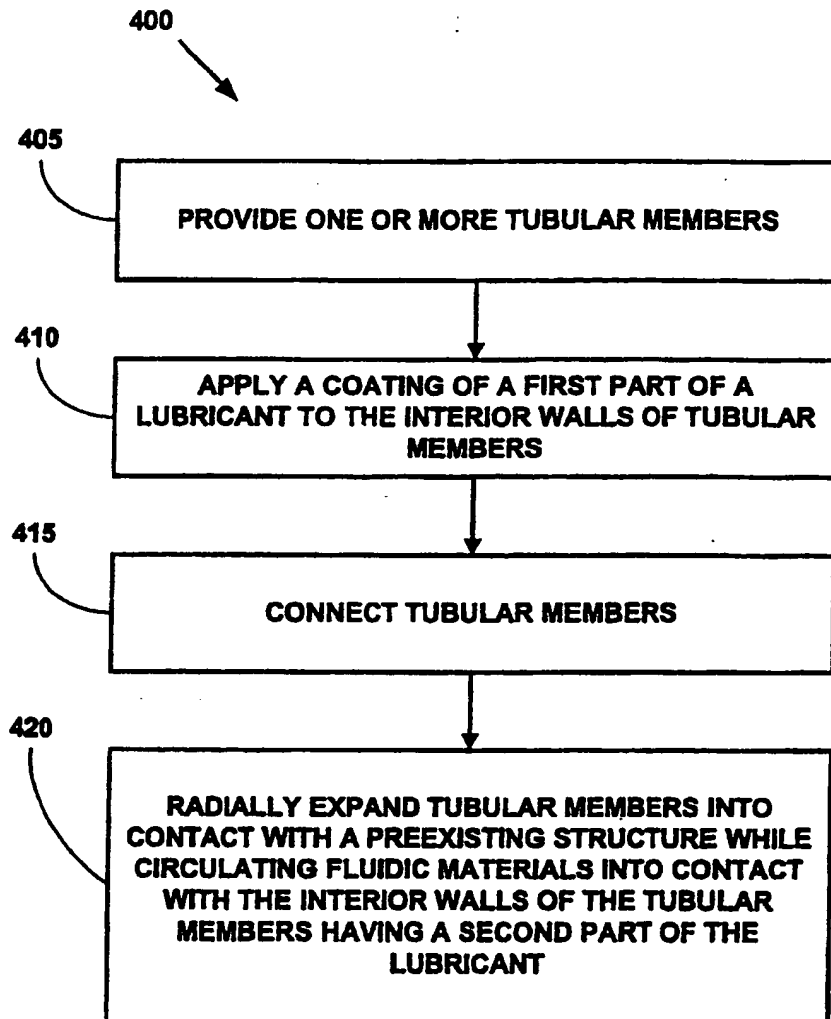 400
405
PROVIDE ONE OR MORE TUBULAR MEMBERS
410
APPLY A COATING OF A FIRST PART OF A
LUBRICANT TO THE INTERIOR WALLS OF TUBULAR
MEMBERS
415
CONNECT TUBULAR MEMBERS
420
RADIALLY EXPAND TUBULAR MEMBERS INTO
CONTACT WITH A PREEXISTING STRUCTURE WHILE
CIRCULATING FLUIDIC MATERIALS INTO CONTACT
WITH THE INTERIOR WALLS OF THE TUBULAR
MEMBERS HAVING A SECOND PART OF THE
LUBRICANT